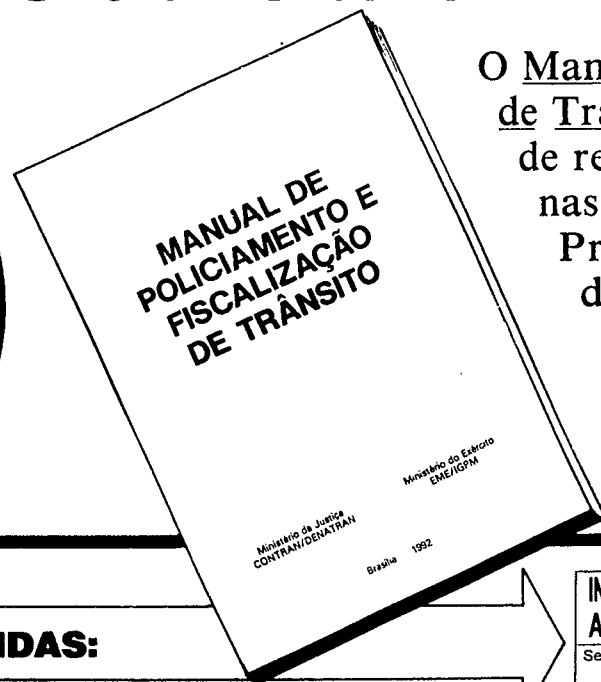 O Man
de Tra
de re
nas
Pr
d
MANUAL DE
POLICIAMENTO E
FISCALIZAÇÃO
DE TRÂNSITO
Ministério da Justiça
CONTRAN/DENATRAN
Ministério do Exército
EME/IGPM
Brasília 1992
IDAS:
IN
A
Se